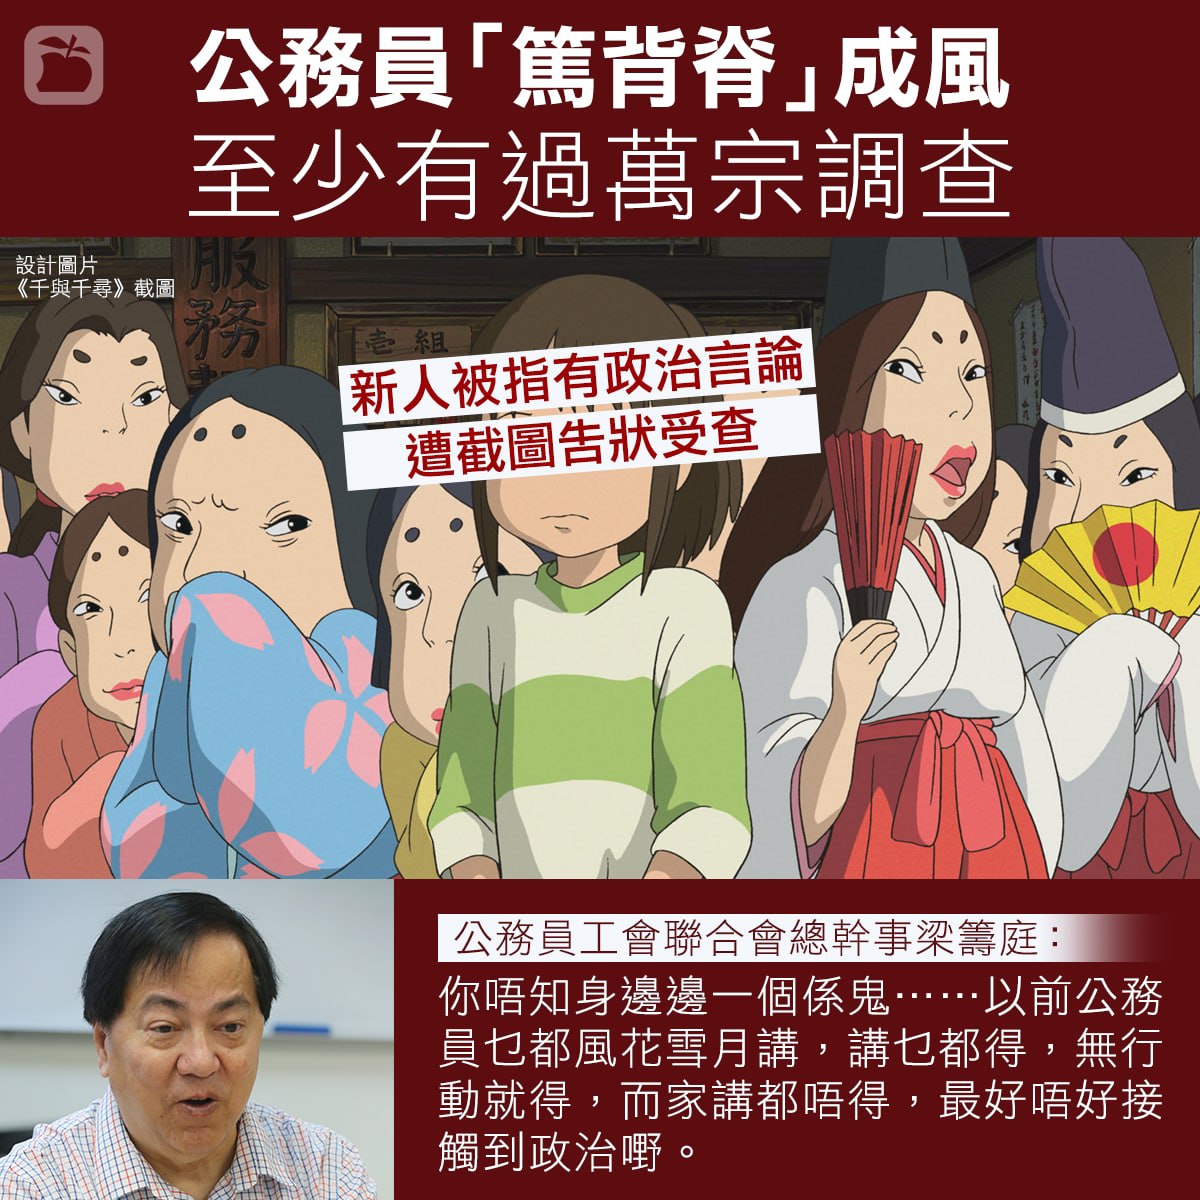 公務員「篤背脊」成風
至少有過萬宗調查
設計圖片
《千與千尋》截圖
服務
壱組
新人被指有政治言論
遭截圖告狀受查
公務員工會聯合會總幹事梁籌庭：
你唔知身邊邊一個係鬼……以前公務
員乜都風花雪月講，講乜都得，無行
動就得，而家講都唔得，最好唔好接
觸到政治嘢。